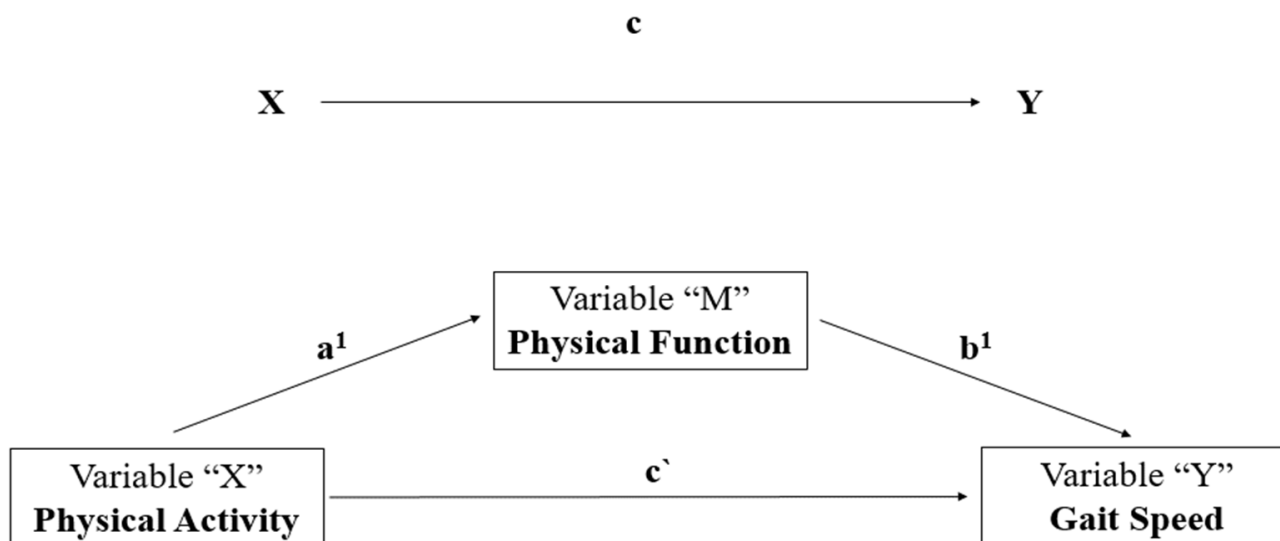 c
X Y
Variable “M”
Physical Function
a¹ b¹
Variable “X”
Physical Activity
c`
Variable “Y”
Gait Speed